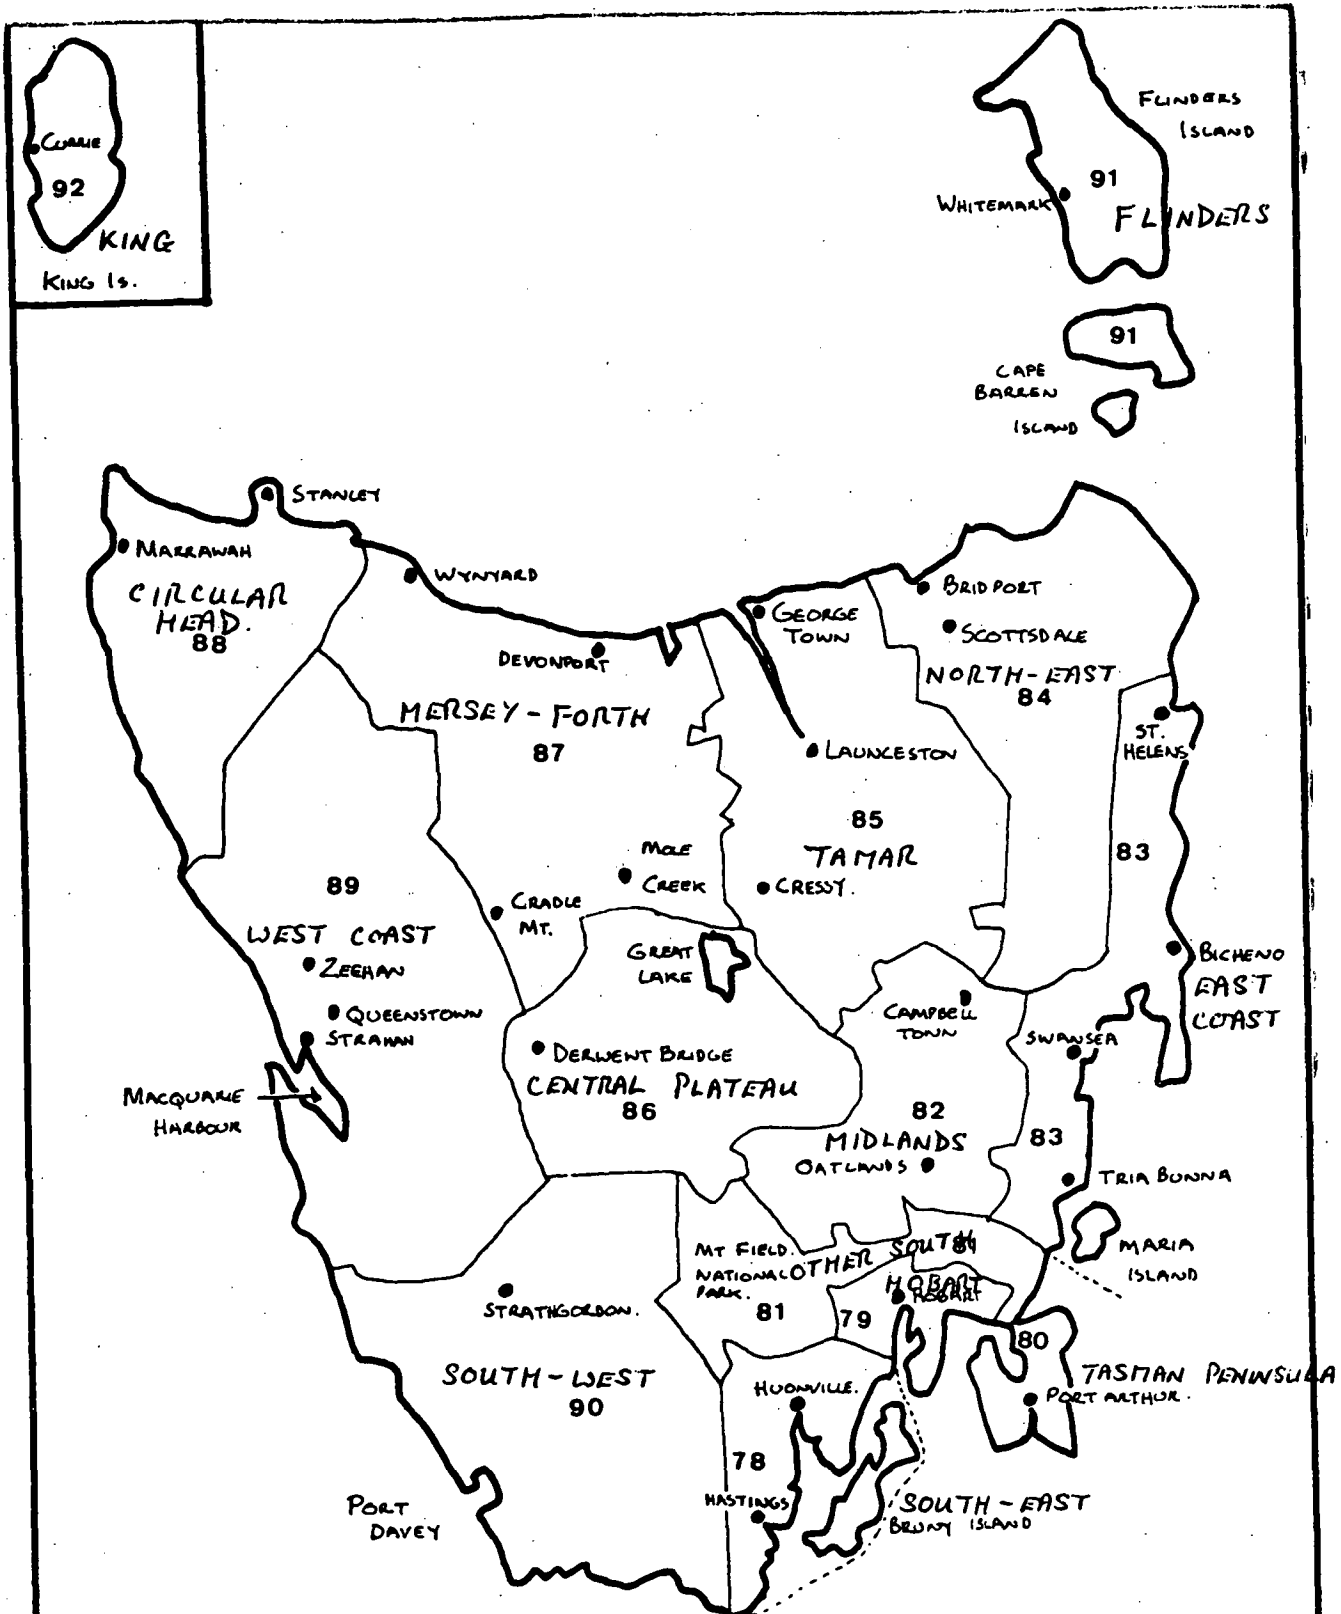 CURRIE
92
KING
KING IS.
FLINDERS
ISLAND
91
WHITEMARK
FLINDERS
91
CAPE
BARREN
ISLAND
STANLEY
MARRAWAH
CIRCULAR
HEAD.
88
WYNYARD
DEVONPORT
MERSEY-FORTH
87
GEORGE
TOWN
BRIDPORT
SCOTTSDALE
NORTH-EAST
84
ST.
HELENS
LAUNCESTON
85
TAMAR
CRESSY.
83
MOLE
CREEK
CRADLE
MT.
89
WEST COAST
ZEEHAN
QUEENSTOWN
STRAHAN
MACQUARIE
HARBOUR
GREAT
LAKE
DERWENT BRIDGE
CENTRAL PLATEAU
86
CAMPBELL
TOWN
BICHENO
EAST
COAST
SWANSEA
82
MIDLANDS
OATLANDS
83
TRIABUNNA
MARIA
ISLAND
MT FIELD.
NATIONAL
PARK.
OTHER SOUTH
81
81
HOBART
HOBART
79
80
STRATHGORDON.
SOUTH-WEST
90
TASMAN PENINSULA
PORT ARTHUR.
HUONVILLE.
78
HASTINGS
SOUTH-EAST
BRUNY ISLAND
PORT
DAVEY